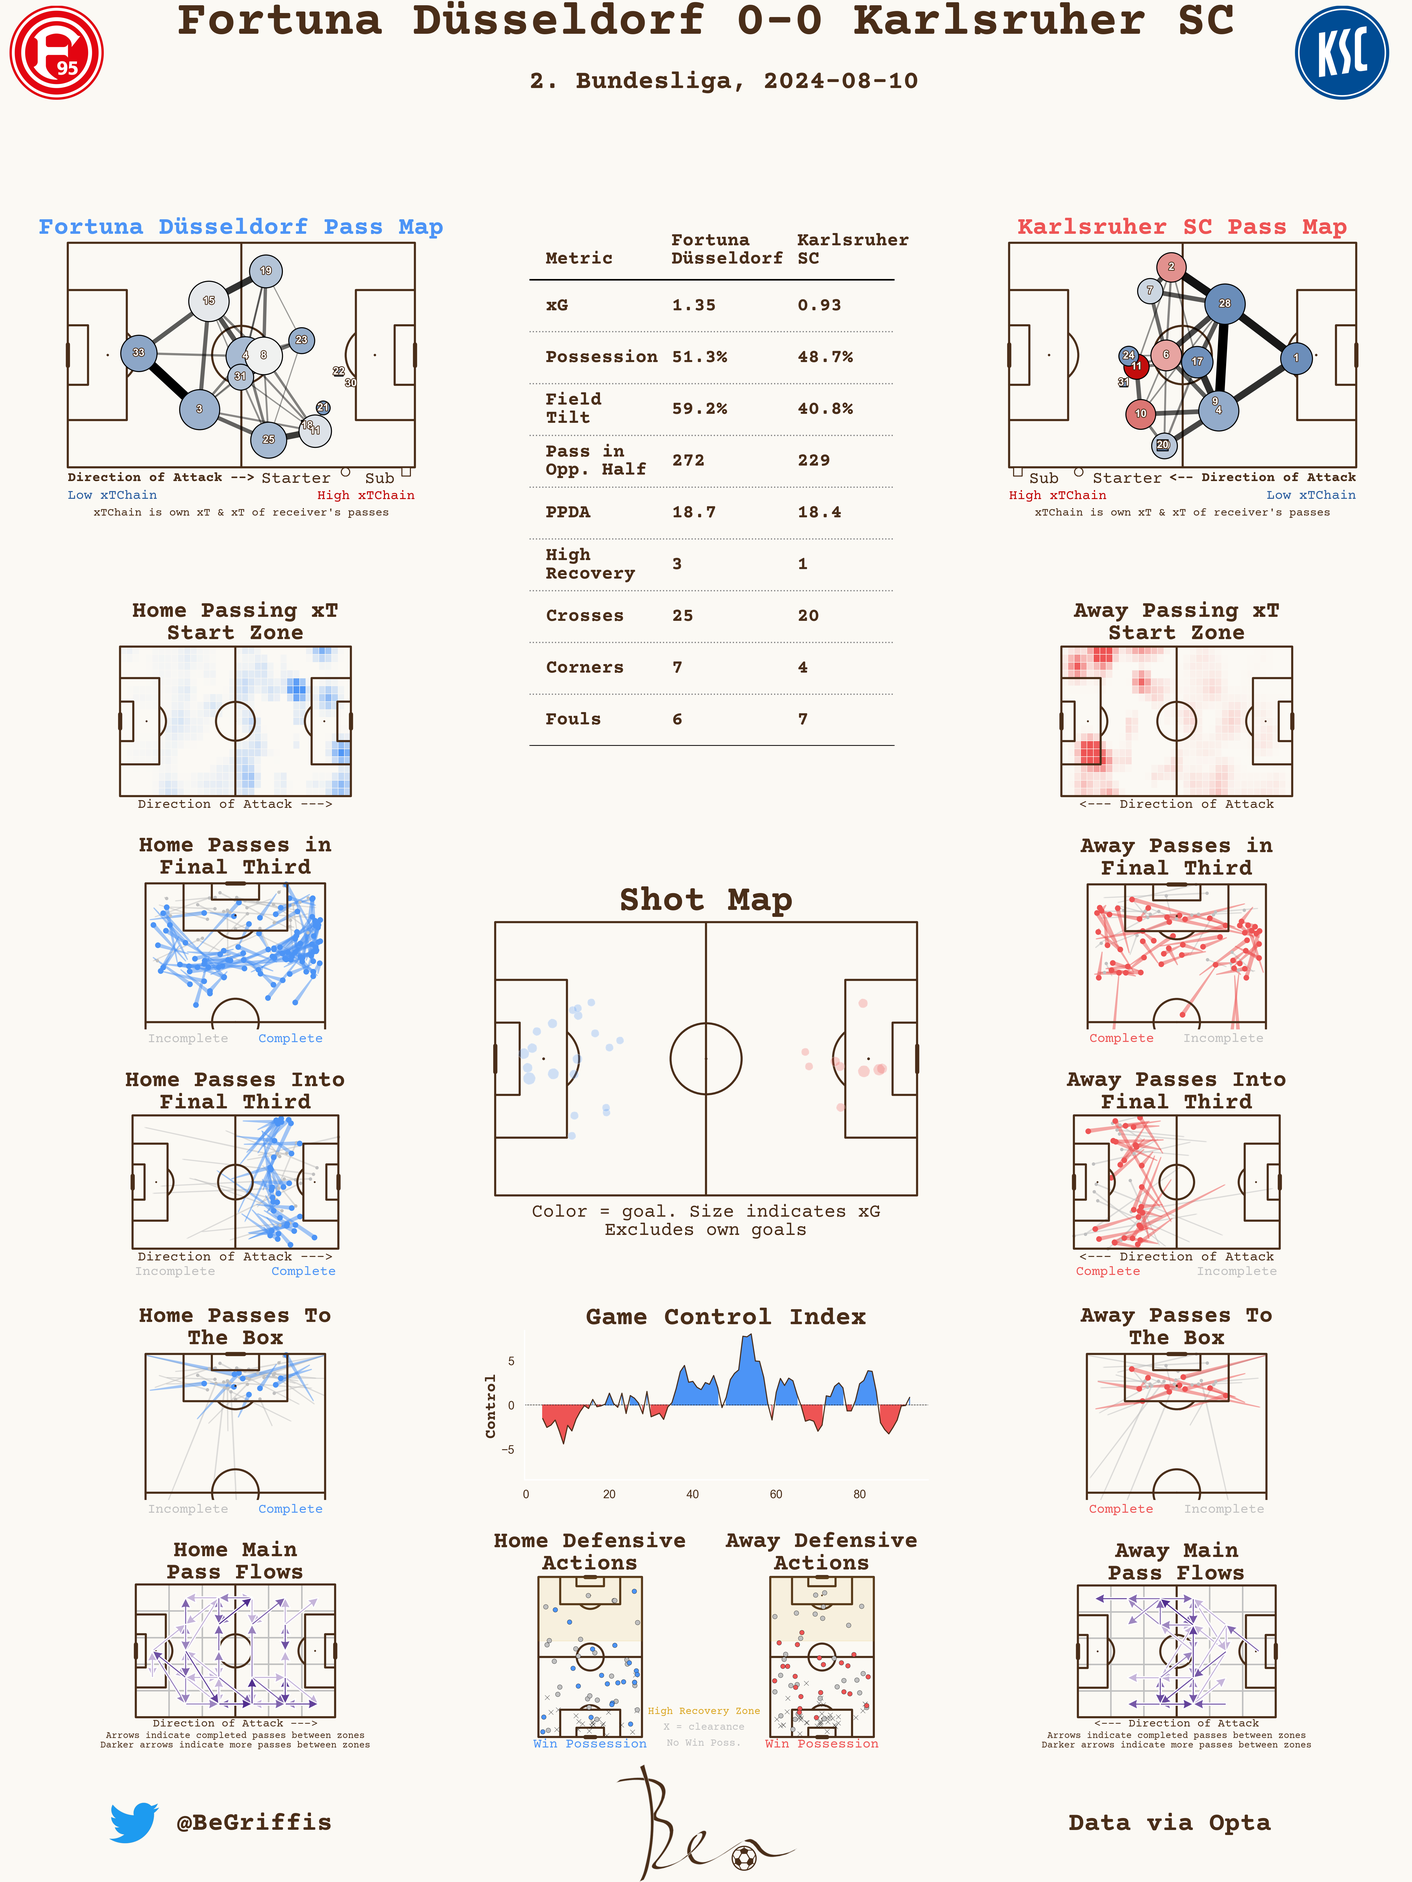 Fortuna Düsseldorf 0-0 Karlsruher SC
2. Bundesliga, 2024-08-10
F 95
KSC
Fortuna Düsseldorf Pass Map
33
15
19
3
4
8
31
23
25
21
18
11
22
30
Direction of Attack --> Starter Sub
Low xTChain High xTChain
xTChain is own xT & xT of receiver's passes
Metric Fortuna Düsseldorf Karlsruher SC
xG 1.35 0.93
Possession 51.3% 48.7%
Field Tilt 59.2% 40.8%
Pass in Opp. Half 272 229
PPDA 18.7 18.4
High Recovery 3 1
Crosses 25 20
Corners 7 4
Fouls 6 7
Karlsruher SC Pass Map
2
7
28
24
11
6
17
1
31
10
9
4
20
Sub Starter <-- Direction of Attack
High xTChain Low xTChain
xTChain is own xT & xT of receiver's passes
Home Passing xT
Start Zone
Direction of Attack --->
Away Passing xT
Start Zone
<--- Direction of Attack
Home Passes in
Final Third
Incomplete Complete
Away Passes in
Final Third
Complete Incomplete
Shot Map
Color = goal. Size indicates xG
Excludes own goals
Home Passes Into
Final Third
Direction of Attack --->
Incomplete Complete
Away Passes Into
Final Third
<--- Direction of Attack
Complete Incomplete
Home Passes To
The Box
Incomplete Complete
Game Control Index
Control
5
0
−5
0 20 40 60 80
Away Passes To
The Box
Complete Incomplete
Home Main
Pass Flows
Direction of Attack --->
Arrows indicate completed passes between zones
Darker arrows indicate more passes between zones
Home Defensive
Actions
Win Possession
Away Defensive
Actions
Win Possession
High Recovery Zone
X = clearance
No Win Poss.
Away Main
Pass Flows
<--- Direction of Attack
Arrows indicate completed passes between zones
Darker arrows indicate more passes between zones
@BeGriffis
Ben
Data via Opta